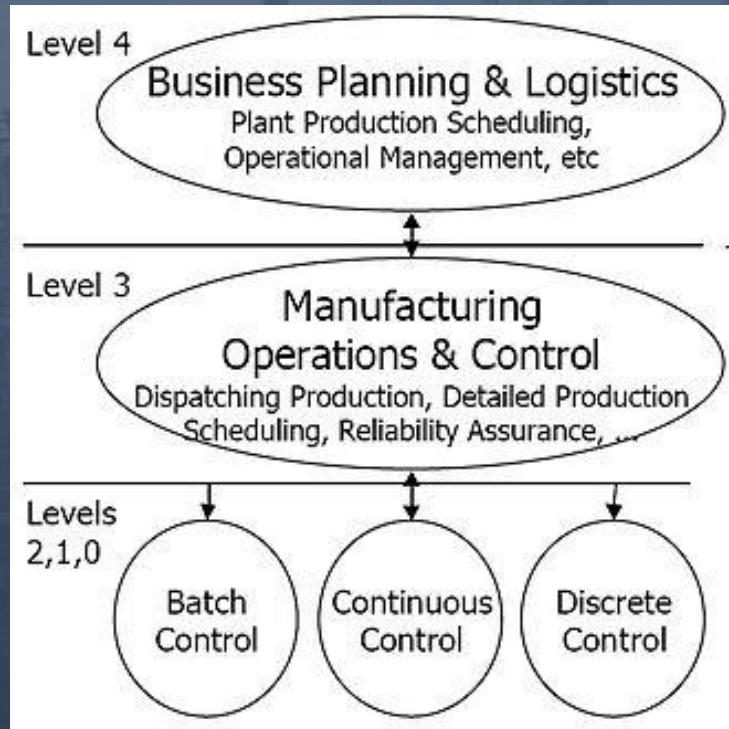 Level 4
Business Planning & Logistics
Plant Production Scheduling,
Operational Management, etc
Level 3
Manufacturing
Operations & Control
Dispatching Production, Detailed Production
Scheduling, Reliability Assurance, ...
Levels
2,1,0
Batch
Control
Continuous
Control
Discrete
Control